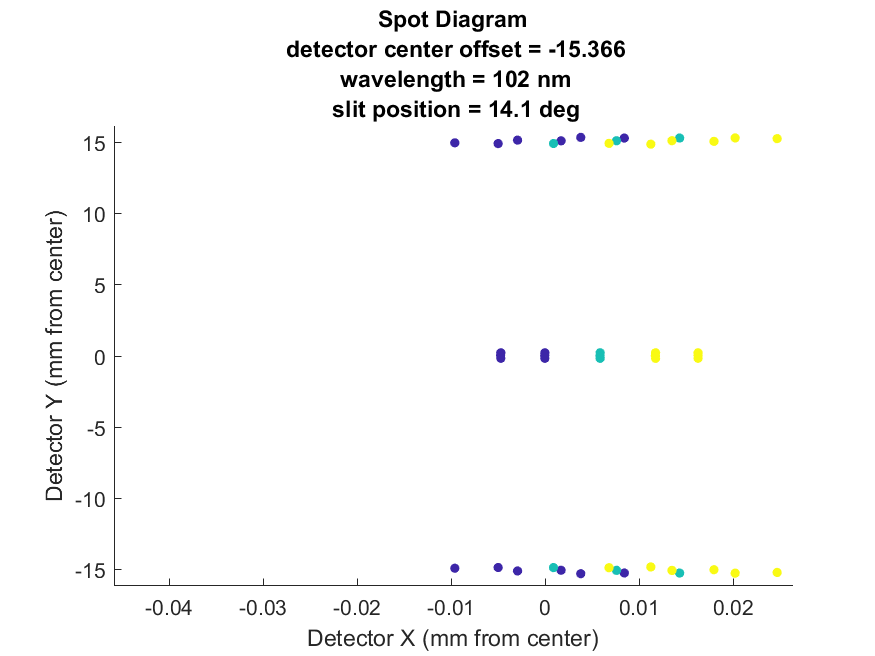 Spot Diagram
detector center offset = -15.366
wavelength = 102 nm
slit position = 14.1 deg
15
10
5
0
-5
-10
-15
Detector Y (mm from center)
-0.04
-0.03
-0.02
-0.01
0
0.01
0.02
Detector X (mm from center)